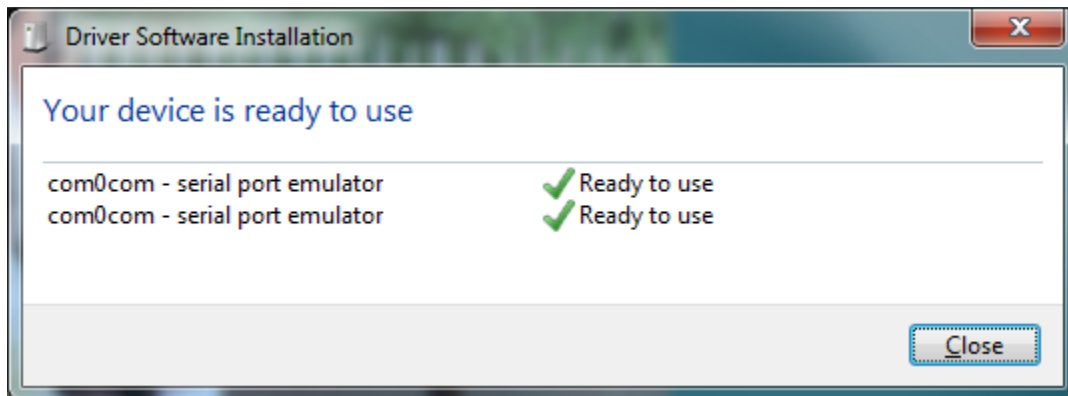 Driver Software Installation
Your device is ready to use
com0com - serial port emulator Ready to use
com0com - serial port emulator Ready to use
Close